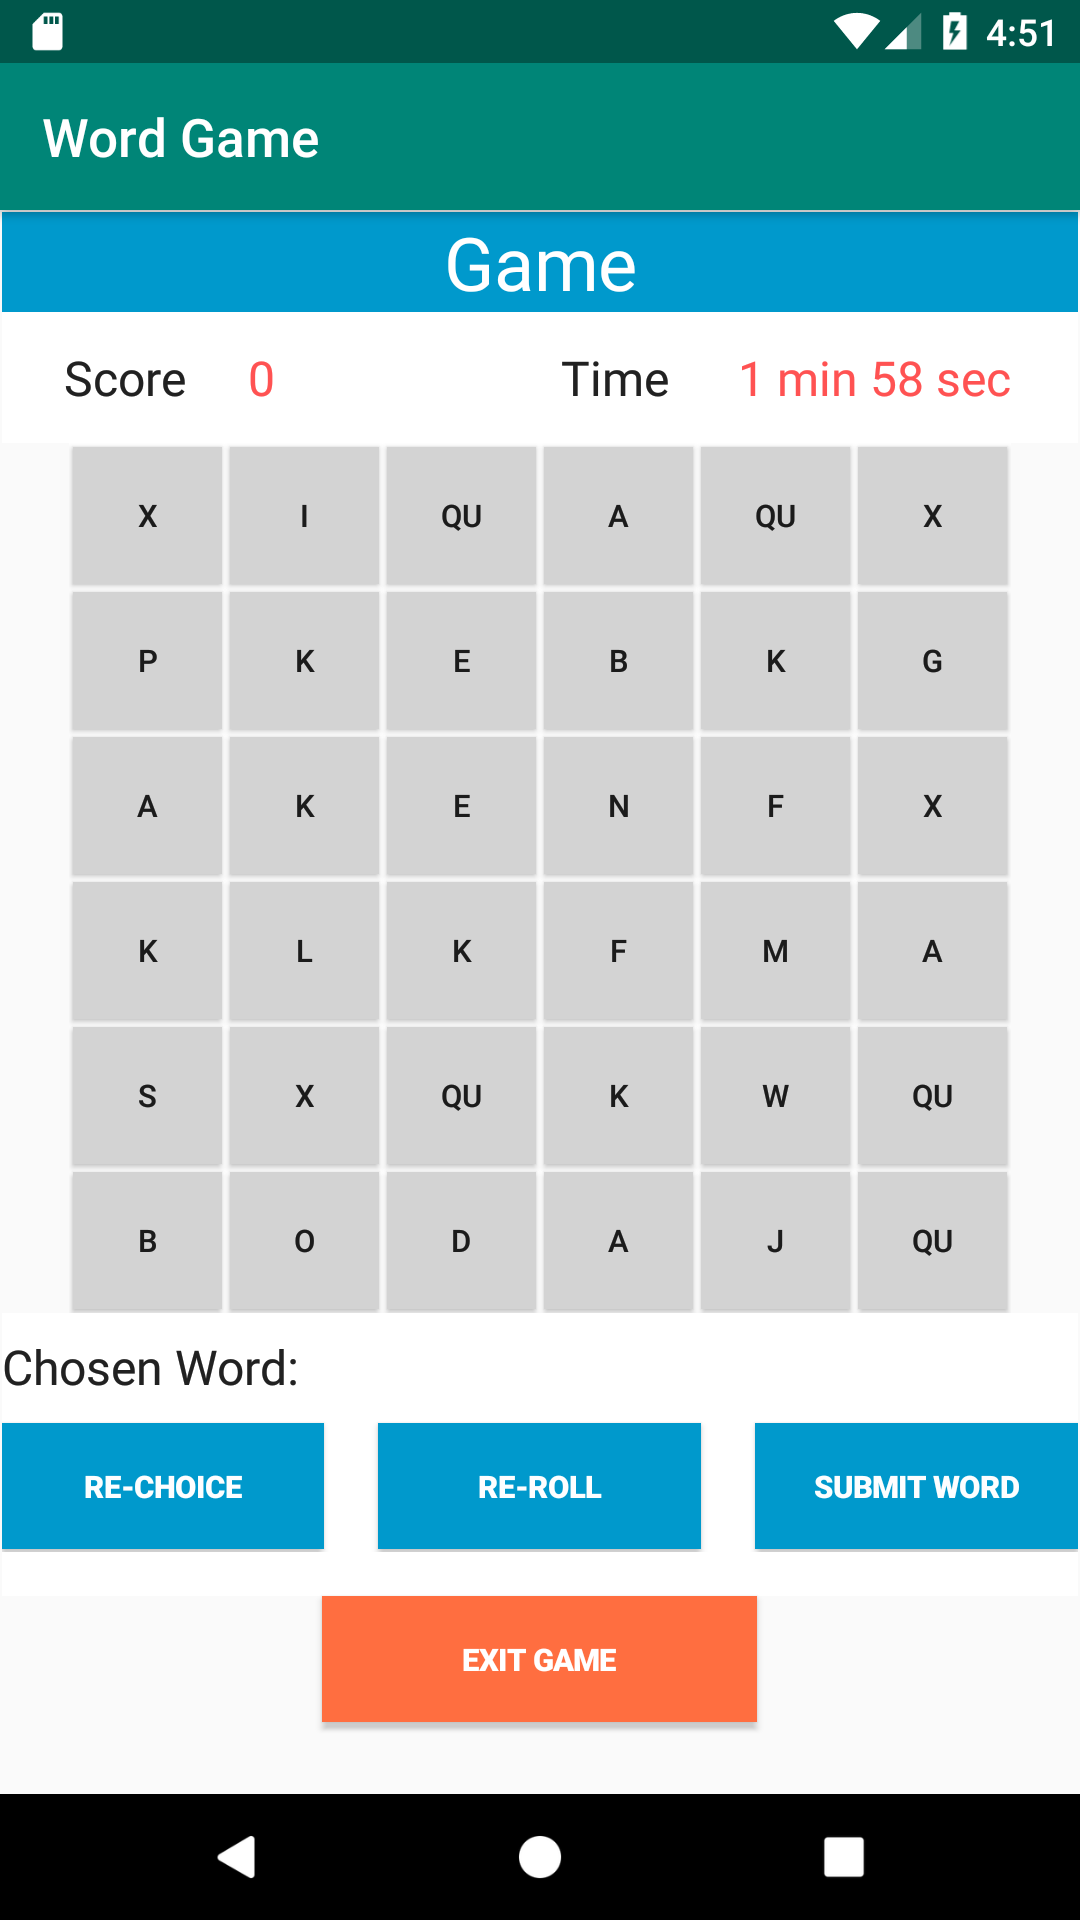 4:51
Word Game
Game
Score 0 Time 1 min 58 sec
X I QU A QU X
P K E B K G
A K E N F X
K L K F M A
S X QU K W QU
B O D A J QU
Chosen Word:
RE-CHOICE RE-ROLL SUBMIT WORD
EXIT GAME